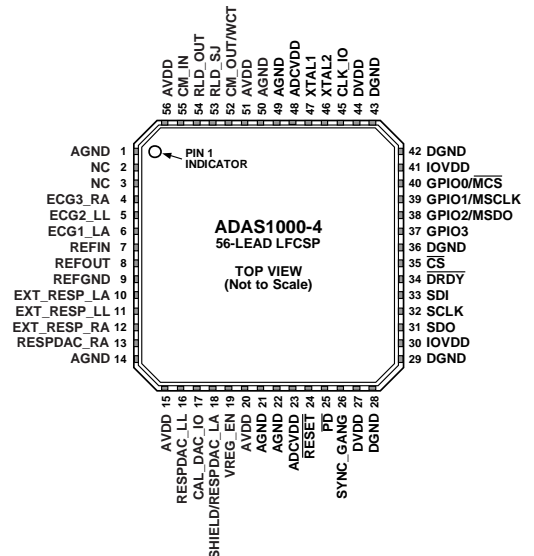 56 AVDD
55 CM_IN
54 RLD_OUT
53 RLD_SJ
52 CM_OUT/WCT
51 AVDD
50 AGND
49 AGND
48 ADCVDD
47 XTAL1
46 XTAL2
45 CLK_IO
44 DVDD
43 DGND
AGND 1
NC 2
NC 3
ECG3_RA 4
ECG2_LL 5
ECG1_LA 6
REFIN 7
REFOUT 8
REFGND 9
EXT_RESP_LA 10
EXT_RESP_LL 11
EXT_RESP_RA 12
RESPDAC_RA 13
AGND 14
PIN 1
INDICATOR
ADAS1000-4
56-LEAD LFCSP
TOP VIEW
(Not to Scale)
42 DGND
41 IOVDD
40 GPIO0/M̅C̅S̅
39 GPIO1/MSCLK
38 GPIO2/MSDO
37 GPIO3
36 DGND
35 C̅S̅
34 D̅R̅D̅Y̅
33 SDI
32 SCLK
31 SDO
30 IOVDD
29 DGND
AVDD 15
RESPDAC_LL 16
CAL_DAC_IO 17
SHIELD/RESPDAC_LA 18
VREG_EN 19
AVDD 20
AGND 21
AGND 22
ADCVDD 23
R̅E̅S̅E̅T̅ 24
P̅D̅ 25
SYNC_GANG 26
DVDD 27
DGND 28